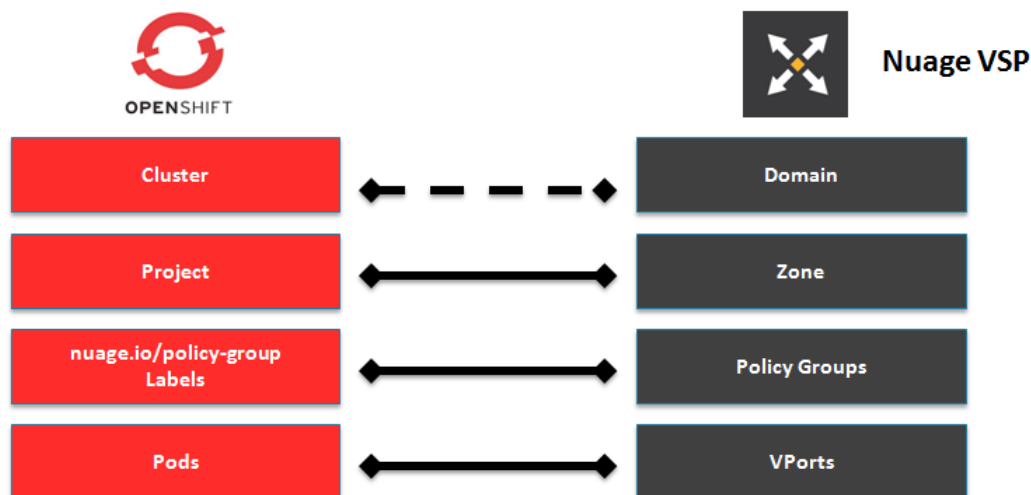 OPENSHIFT
Nuage VSP
Cluster
Domain
Project
Zone
nuage.io/policy-group
Labels
Policy Groups
Pods
VPorts